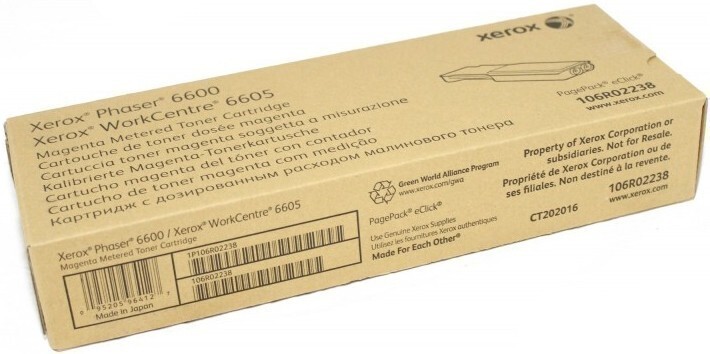 xerox
Xerox® Phaser® 6600
Xerox® WorkCentre® 6605
Magenta Metered Toner Cartridge
Cartouche de toner dosée magenta
Cartuccia toner magenta soggetta a misurazione
Kalibrierte Magenta-Tonerkartusche
Cartucho magenta del tóner con contador
Cartucho de toner magenta com medição
Картридж с дозированным расходом малинового тонера
PagePack® eClick®
106R02238
www.xerox.com
Xerox® Phaser® 6600 / Xerox® WorkCentre® 6605
Magenta Metered Toner Cartridge
1P106R02238
106R02238
0 95205 96412 7
Made in Japan
Green World Alliance Program
www.xerox.com/gwa
PagePack® eClick®
Use Genuine Xerox Supplies
Utilisez les fournitures Xerox authentiques
Made For Each Other®
Property of Xerox Corporation or
subsidiaries. Not for Resale.
Propriété de Xerox Corporation ou de
ses filiales. Non destiné à la revente.
106R02238
CT202016